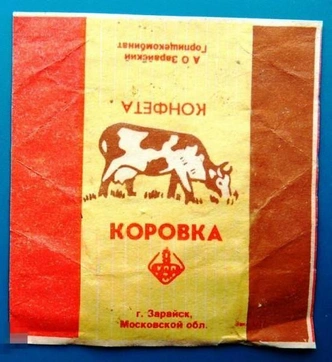 А О Зарайский
Горпищекомбинат
КОНФЕТА
КОРОВКА
г. Зарайск,
Московской обл.